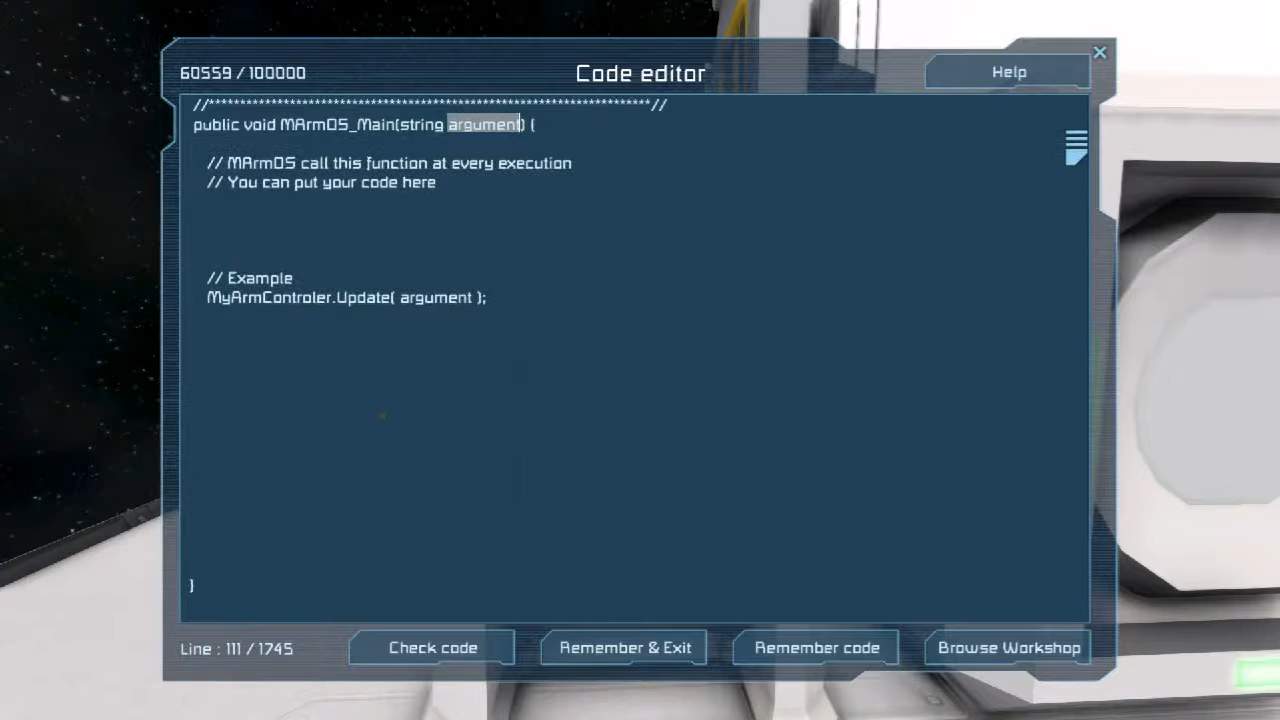 60559 / 100000
Code editor
Help
//***********************************************************************//
public void MArmOS_Main(string argument) {
// MArmOS call this function at every execution
// You can put your code here
// Example
MyArmControler.Update( argument );
}
Line : 111 / 1745
Check code
Remember & Exit
Remember code
Browse Workshop